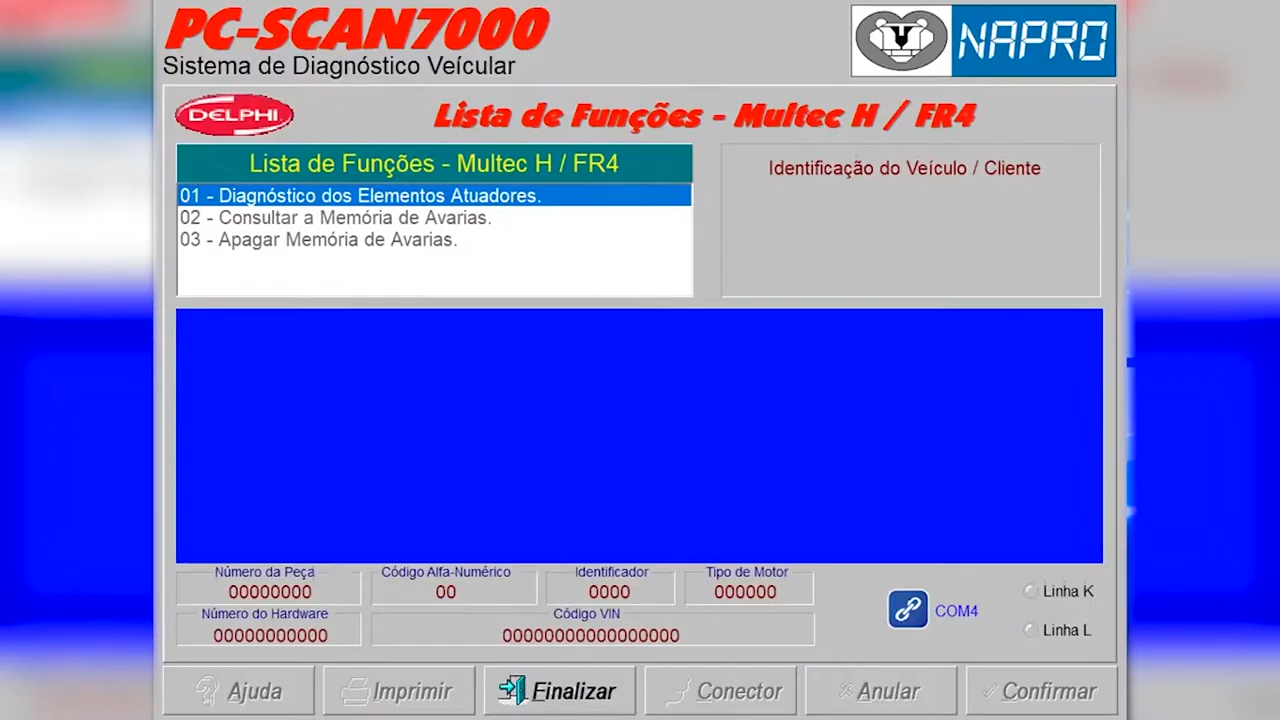 PC-SCAN7000
Sistema de Diagnóstico Veícular
NAPRO
DELPHI
Lista de Funções - Multec H / FR4
Lista de Funções - Multec H / FR4
Identificação do Veículo / Cliente
01 - Diagnóstico dos Elementos Atuadores.
02 - Consultar a Memória de Avarias.
03 - Apagar Memória de Avarias.
Número da Peça
Código Alfa-Numérico
Identificador
Tipo de Motor
00000000
00
0000
000000
Linha K
COM4
Número do Hardware
Código VIN
00000000000
00000000000000000
Linha L
Ajuda
Imprimir
Finalizar
Conector
Anular
Confirmar